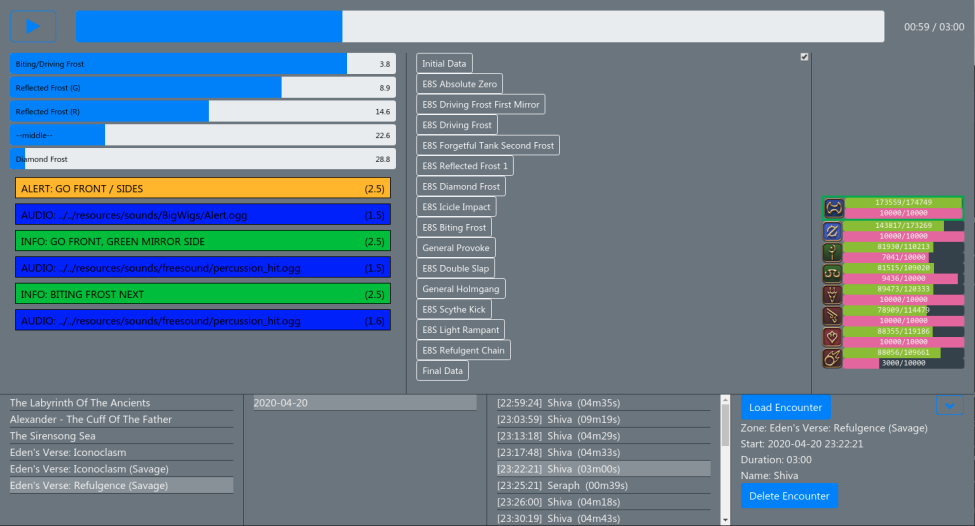 00:59 / 03:00
Biting/Driving Frost 3.8
Reflected Frost (G) 8.9
Reflected Frost (R) 14.6
--middle-- 22.6
Diamond Frost 28.8
ALERT: GO FRONT / SIDES (2.5)
AUDIO: ../../resources/sounds/BigWigs/Alert.ogg (1.5)
INFO: GO FRONT, GREEN MIRROR SIDE (2.5)
AUDIO: ../../resources/sounds/freesound/percussion_hit.ogg (1.5)
INFO: BITING FROST NEXT (2.5)
AUDIO: ../../resources/sounds/freesound/percussion_hit.ogg (1.6)
Initial Data
E8S Absolute Zero
E8S Driving Frost First Mirror
E8S Driving Frost
E8S Forgetful Tank Second Frost
E8S Reflected Frost 1
E8S Diamond Frost
E8S Icicle Impact
E8S Biting Frost
General Provoke
E8S Double Slap
General Holmgang
E8S Scythe Kick
E8S Light Rampant
E8S Refulgent Chain
Final Data
173559/174749
10000/10000
143817/173269
10000/10000
81930/110213
7041/10000
81515/109020
9436/10000
89473/120333
10000/10000
78909/114479
10000/10000
88355/119186
10000/10000
88056/109661
3000/10000
The Labyrinth Of The Ancients
Alexander - The Cuff Of The Father
The Sirensong Sea
Eden's Verse: Iconoclasm
Eden's Verse: Iconoclasm (Savage)
Eden's Verse: Refulgence (Savage)
2020-04-20
[22:59:24] Shiva (04m35s)
[23:03:59] Shiva (09m19s)
[23:13:18] Shiva (04m29s)
[23:17:48] Shiva (04m33s)
[23:22:21] Shiva (03m00s)
[23:25:21] Seraph (00m39s)
[23:26:00] Shiva (04m18s)
[23:30:19] Shiva (04m43s)
Load Encounter
Zone: Eden's Verse: Refulgence (Savage)
Start: 2020-04-20 23:22:21
Duration: 03:00
Name: Shiva
Delete Encounter